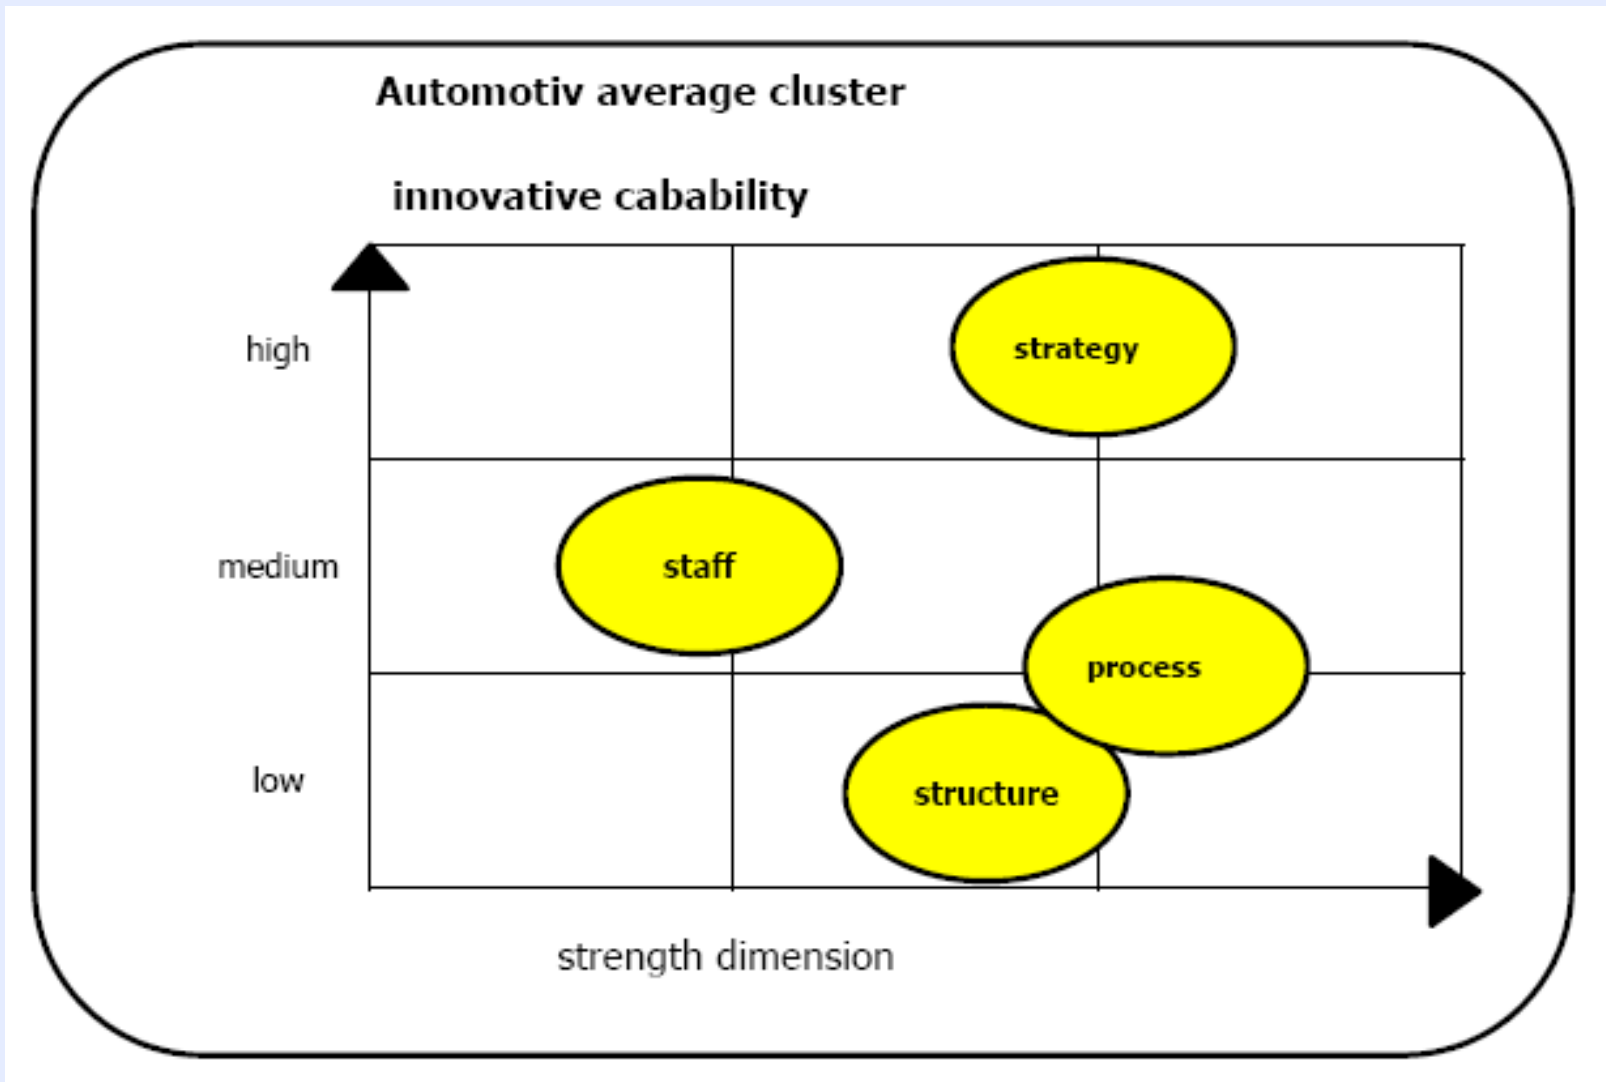 Automotiv average cluster
innovative cabability
high
strategy
medium
staff
process
low
structure
strength dimension